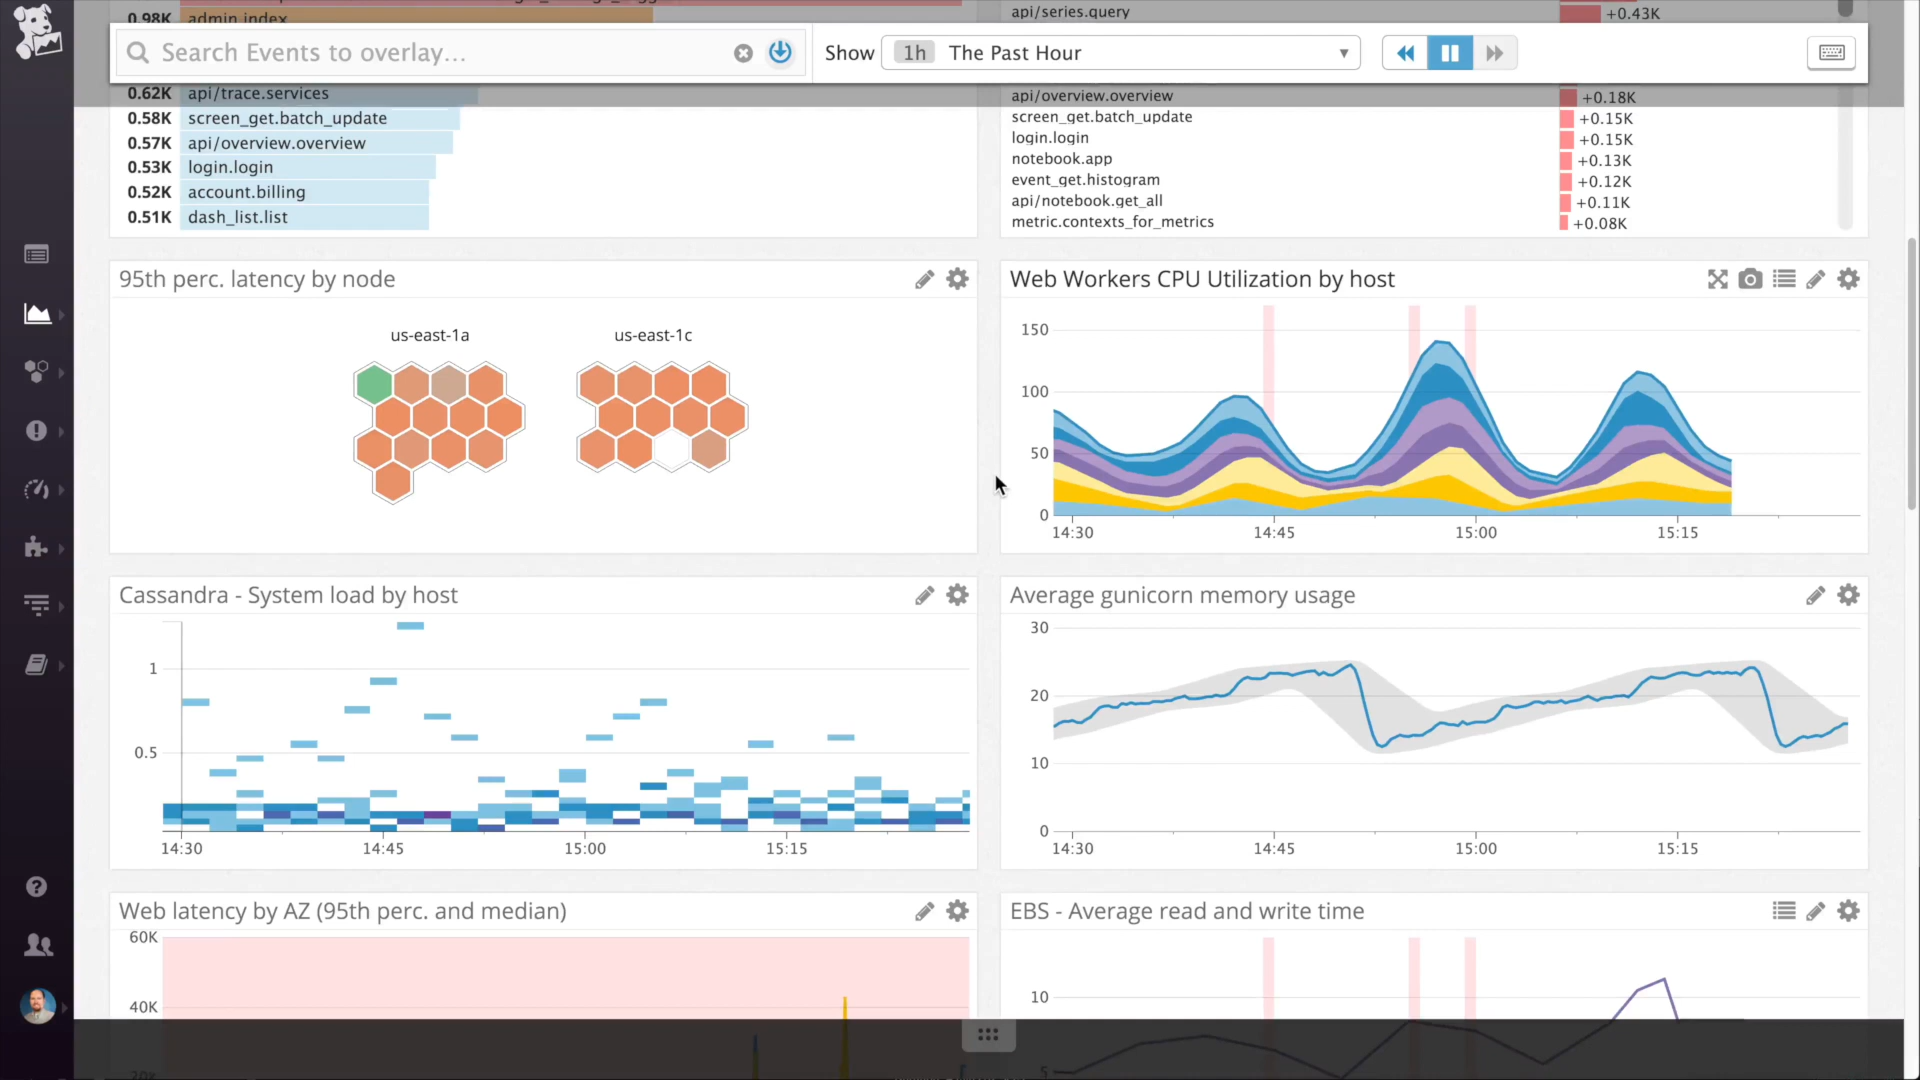 0.98K admin.index
api/series.query +0.43K
Search Events to overlay...
Show 1h The Past Hour
0.62K api/trace.services
0.58K screen_get.batch_update
0.57K api/overview.overview
0.53K login.login
0.52K account.billing
0.51K dash_list.list
api/overview.overview +0.18K
screen_get.batch_update +0.15K
login.login +0.15K
notebook.app +0.13K
event_get.histogram +0.12K
api/notebook.get_all +0.11K
metric.contexts_for_metrics +0.08K
95th perc. latency by node
us-east-1a us-east-1c
Web Workers CPU Utilization by host
150
100
50
0
14:30 14:45 15:00 15:15
Cassandra - System load by host
1
0.5
14:30 14:45 15:00 15:15
Average gunicorn memory usage
30
20
10
0
14:30 14:45 15:00 15:15
Web latency by AZ (95th perc. and median)
60K
40K
20K
EBS - Average read and write time
10
5